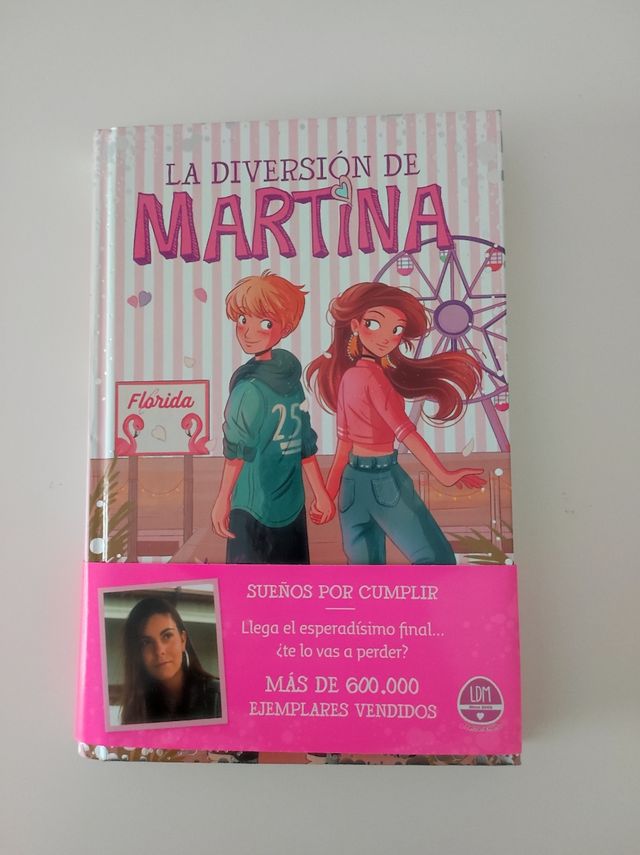 LA DIVERSIÓN DE
MARTINA
Florida
25
SUEÑOS POR CUMPLIR
Llega el esperadísimo final...
¿te lo vas a perder?
MÁS DE 600.000
EJEMPLARES VENDIDOS
LDM